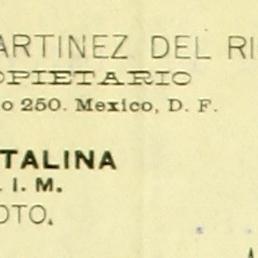 ARTINEZ DEL RI
OPIETARIO
o 250. Mexico, D. F.
TALINA
. I. M.
OTO.